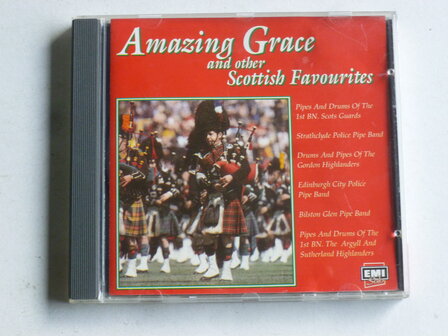 Amazing Grace
and other
Scottish Favourites
Pipes And Drums Of The
1st BN. Scots Guards
Strathclyde Police Pipe Band
Drums And Pipes Of The
Gordon Highlanders
Edinburgh City Police
Pipe Band
Bilston Glen Pipe Band
Pipes And Drums Of The
1st BN. The Argyll And
Sutherland Highlanders
EMI